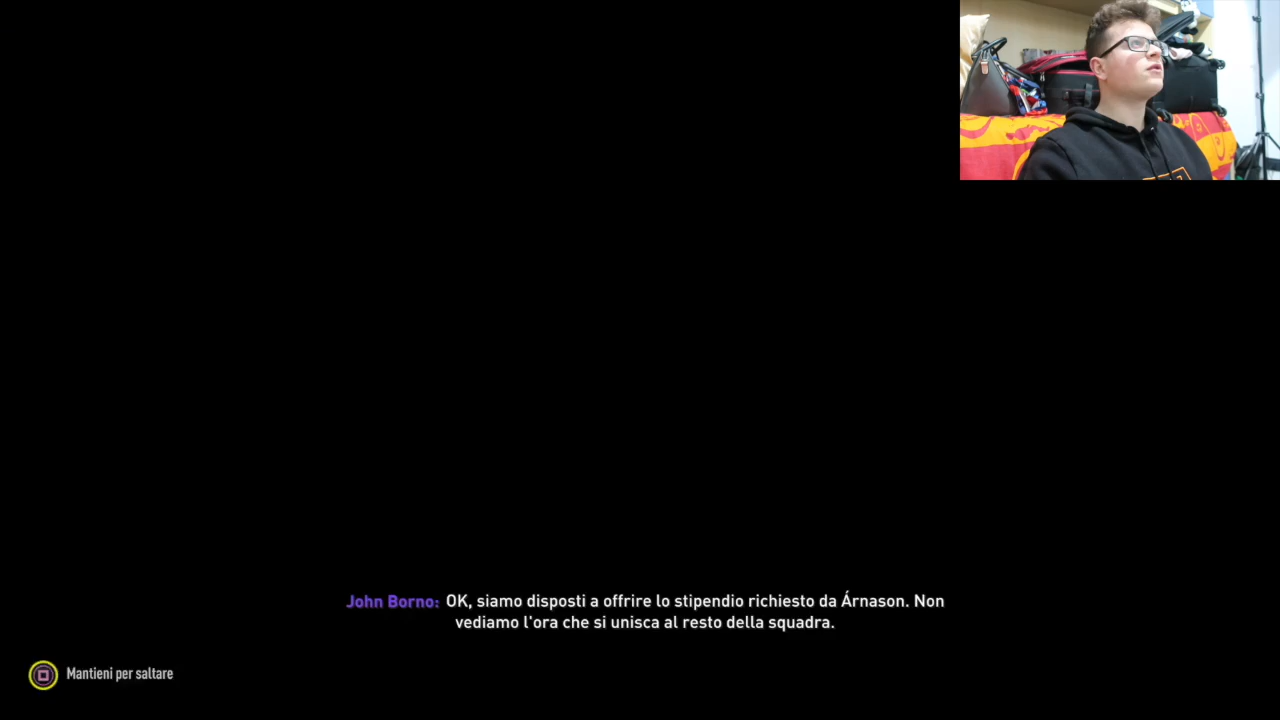 John Borno: OK, siamo disposti a offrire lo stipendio richiesto da Árnason. Non
vediamo l'ora che si unisca al resto della squadra.
Mantieni per saltare